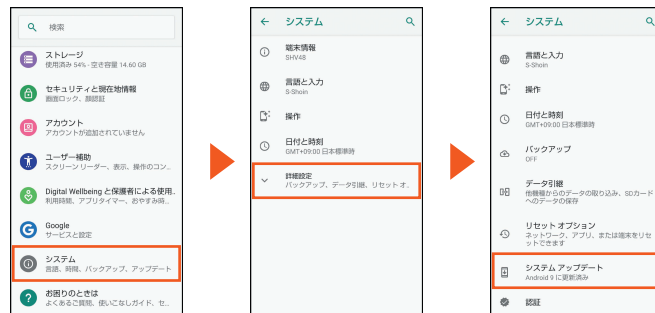 検索
ストレージ
使用済み 54% - 空き容量 14.60 GB
セキュリティと現在地情報
画面ロック、顔認証
アカウント
アカウントが追加されていません
ユーザー補助
スクリーン リーダー、表示、操作のコン..
Digital Wellbeing と保護者による使用..
利用時間、アプリタイマー、おやすみ時..
Google
サービスと設定
システム
言語、時間、バックアップ、アップデート
お困りのときは
よくあるご質問、使いこなしガイド、セ..
システム
端末情報
SHV48
言語と入力
S-Shoin
操作
日付と時刻
GMT+09:00 日本標準時
詳細設定
バックアップ、データ引継、リセット オ..
システム
言語と入力
S-Shoin
操作
日付と時刻
GMT+09:00 日本標準時
バックアップ
OFF
データ引継
他機種からのデータの取り込み、SDカード
へのデータの保存
リセット オプション
ネットワーク、アプリ、または端末をリセ
ットできます
システム アップデート
Android 9 に更新済み
認証